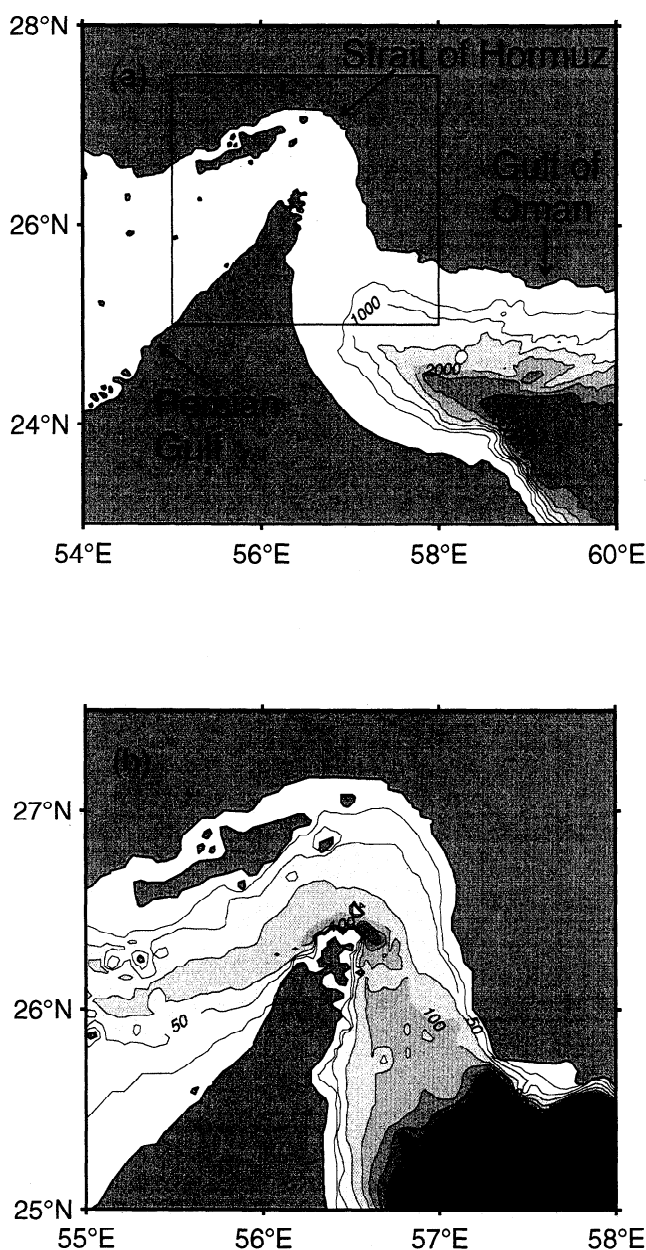 28°N
(a)
Strait of Hormuz
Gulf of
Oman
26°N
1000
2000
24°N
Persian
Gulf
54°E
56°E
58°E
60°E
(b)
27°N
100
26°N
50
100
50
25°N
55°E
56°E
57°E
58°E